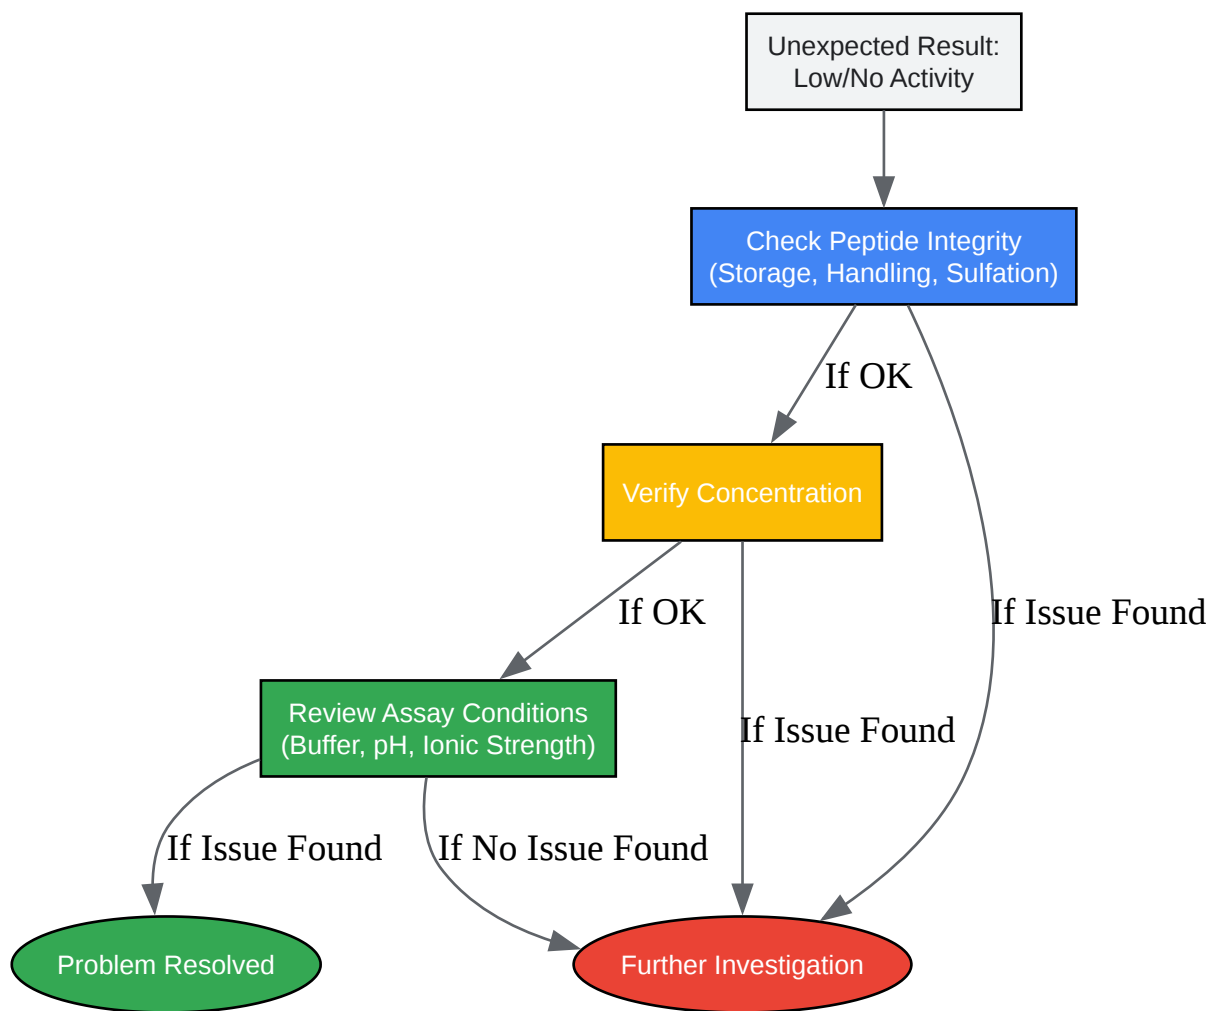 Unexpected Result:
Low/No Activity
Check Peptide Integrity
(Storage, Handling, Sulfation)
If OK
Verify Concentration
If OK
If Issue Found
Review Assay Conditions
(Buffer, pH, Ionic Strength)
If Issue Found
If Issue Found
If No Issue Found
Problem Resolved
Further Investigation